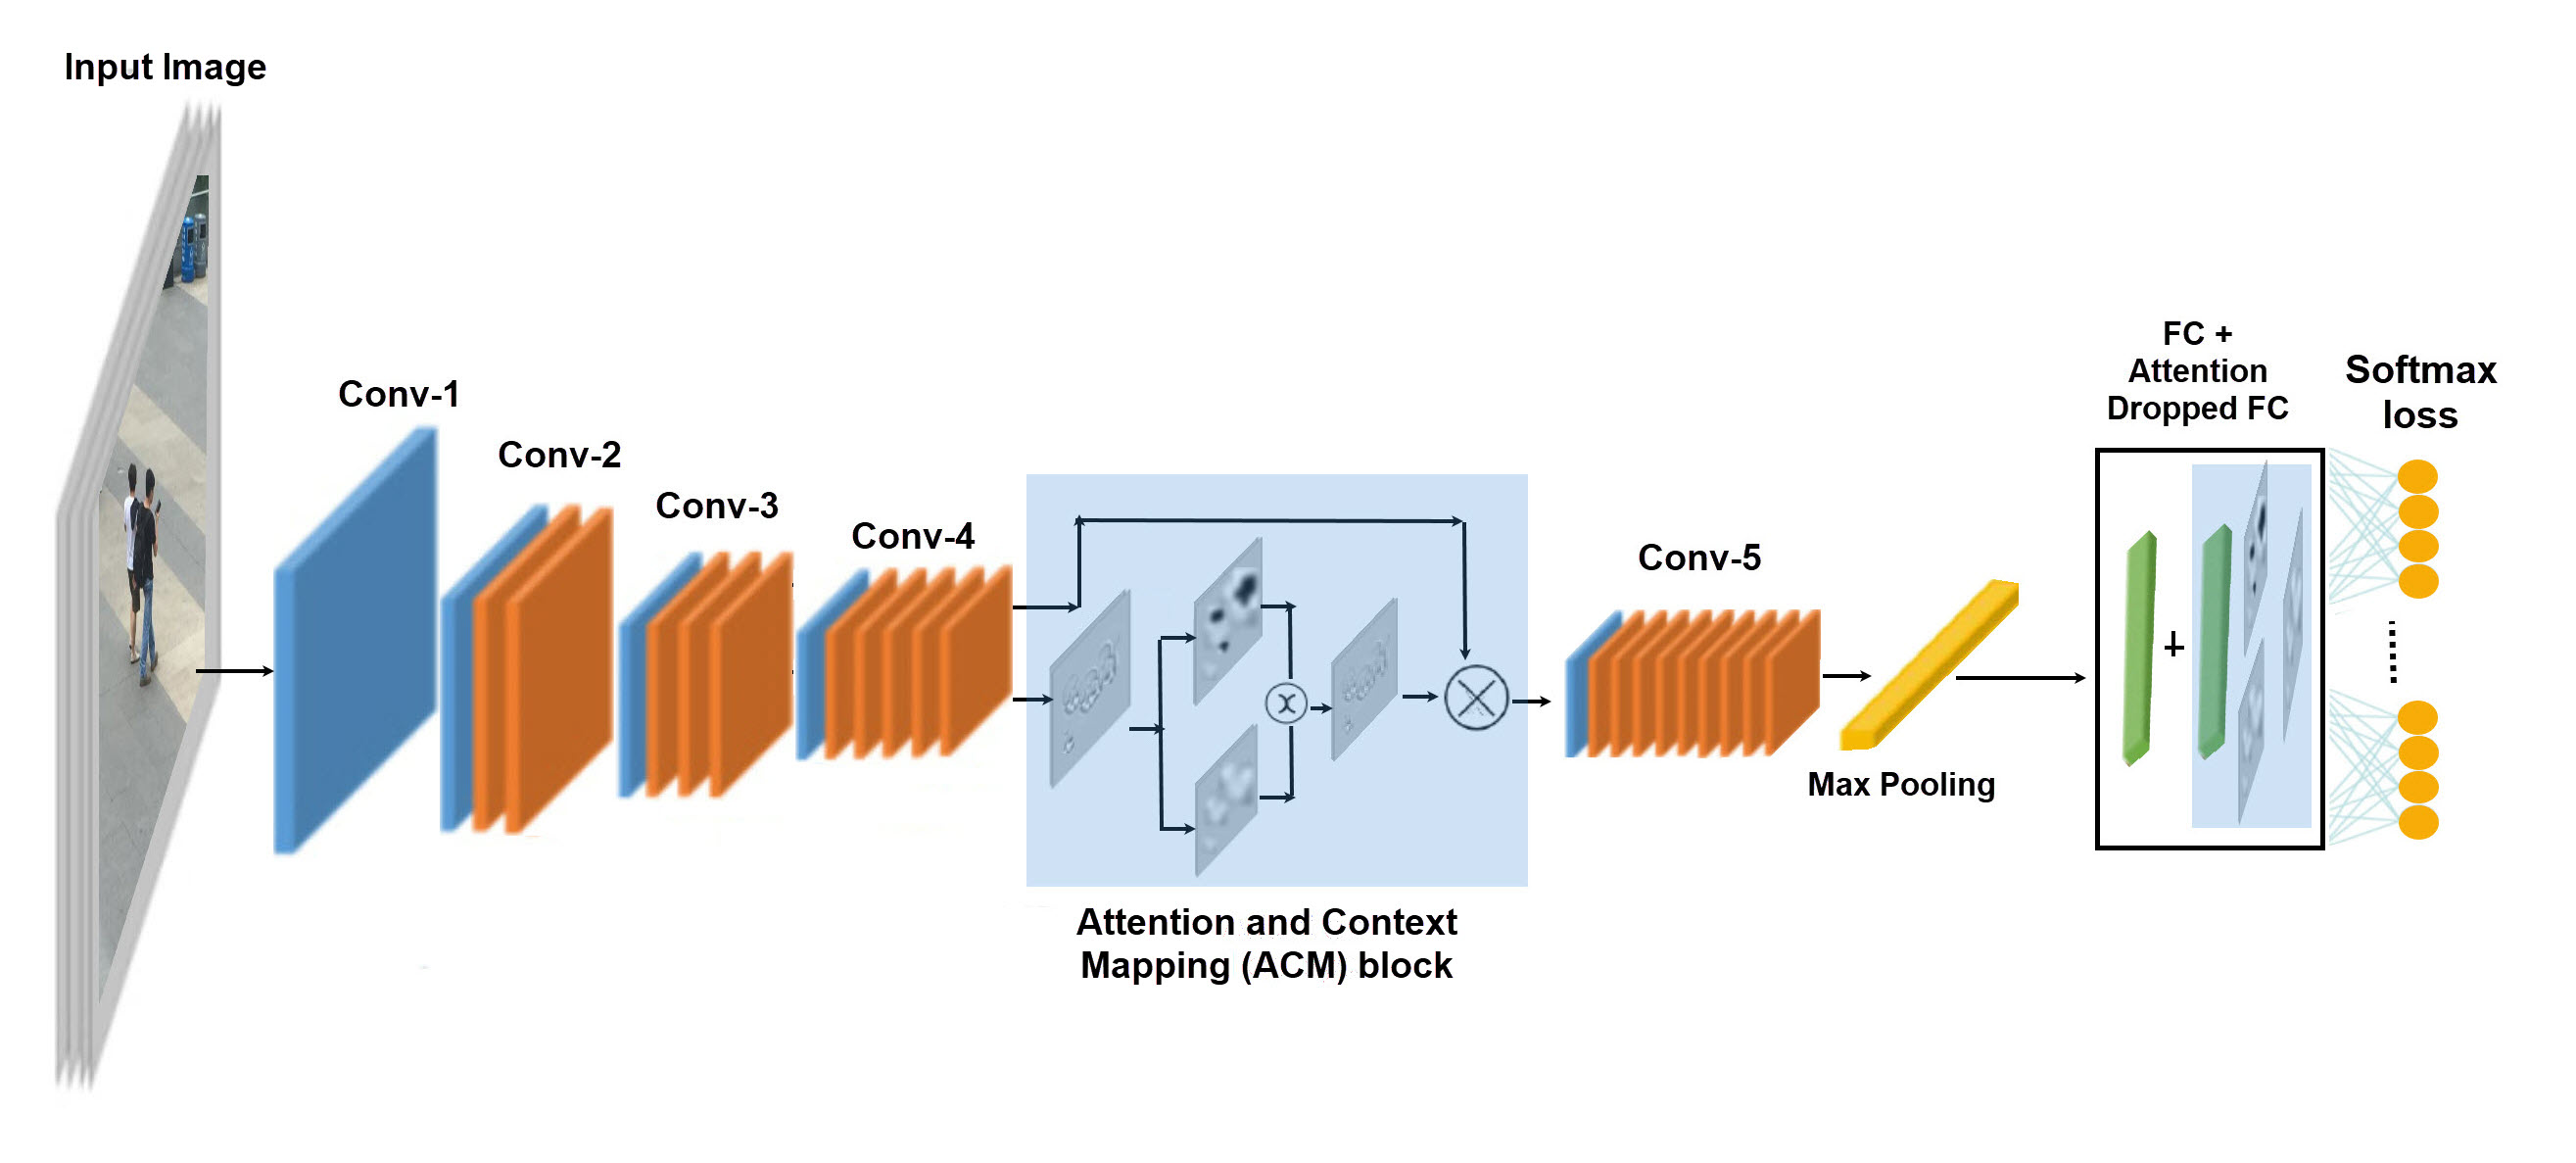 Input Image
Conv-1
Conv-2
Conv-3
Conv-4
Attention and Context
Mapping (ACM) block
Conv-5
Max Pooling
FC +
Attention
Dropped FC
+
Softmax
loss